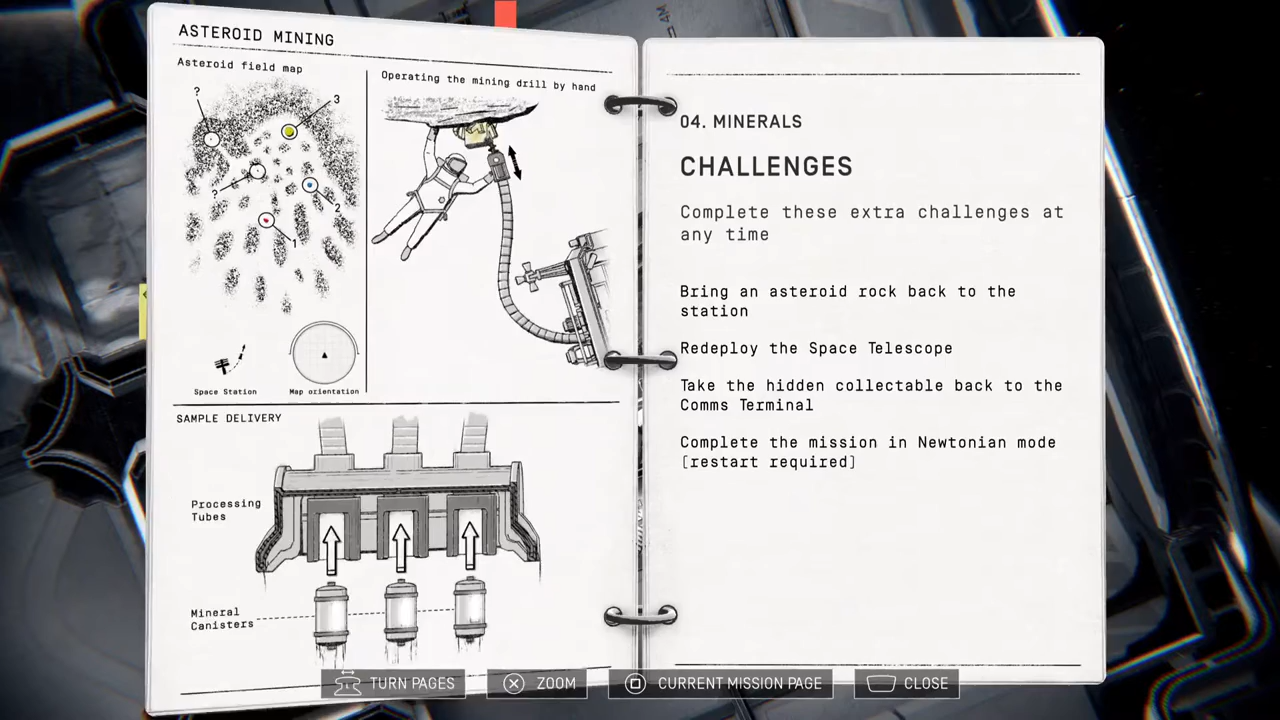 ASTEROID MINING
Asteroid field map
?
3
?
2
1
Space Station
Map orientation
Operating the mining drill by hand
SAMPLE DELIVERY
Processing
Tubes
Mineral
Canisters
04. MINERALS
CHALLENGES
Complete these extra challenges at
any time
Bring an asteroid rock back to the
station
Redeploy the Space Telescope
Take the hidden collectable back to the
Comms Terminal
Complete the mission in Newtonian mode
[restart required]
TURN PAGES
ZOOM
CURRENT MISSION PAGE
CLOSE